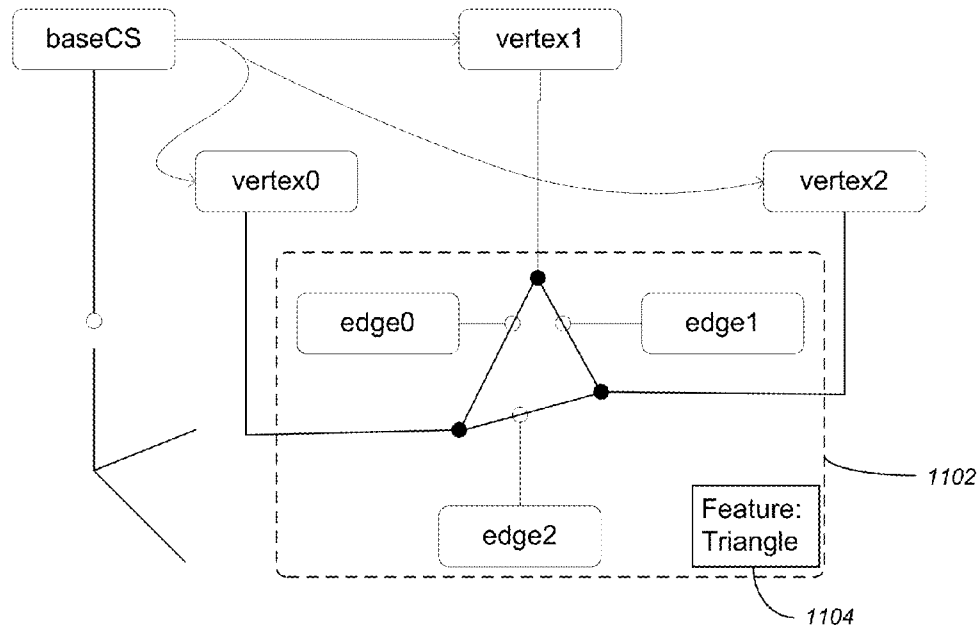 baseCS
vertex1
vertex0
vertex2
edge0
edge1
1102
Feature:
Triangle
edge2
1104